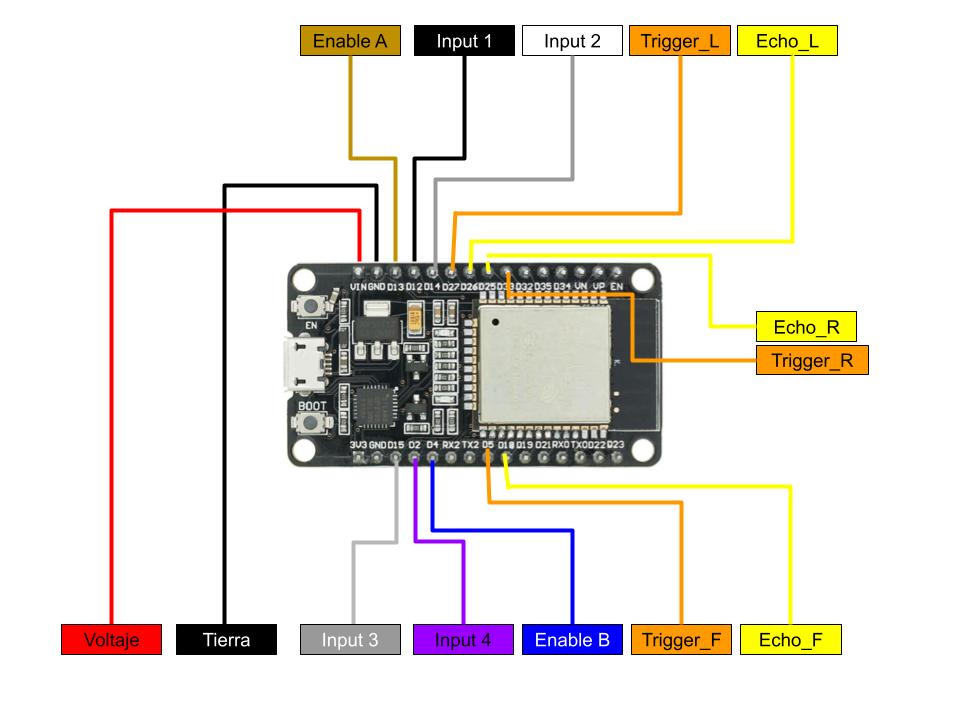 Enable A Input 1 Input 2 Trigger_L Echo_L
VIN GND D13 D12 D14 D27 D26 D25 D33 D32 D35 D34 VN VP EN
EN
Echo_R
Trigger_R
BOOT
3V3 GND D15 D2 D4 RX2 TX2 D5 D18 D19 D21 RX0 TX0 D22 D23
Voltaje Tierra Input 3 Input 4 Enable B Trigger_F Echo_F